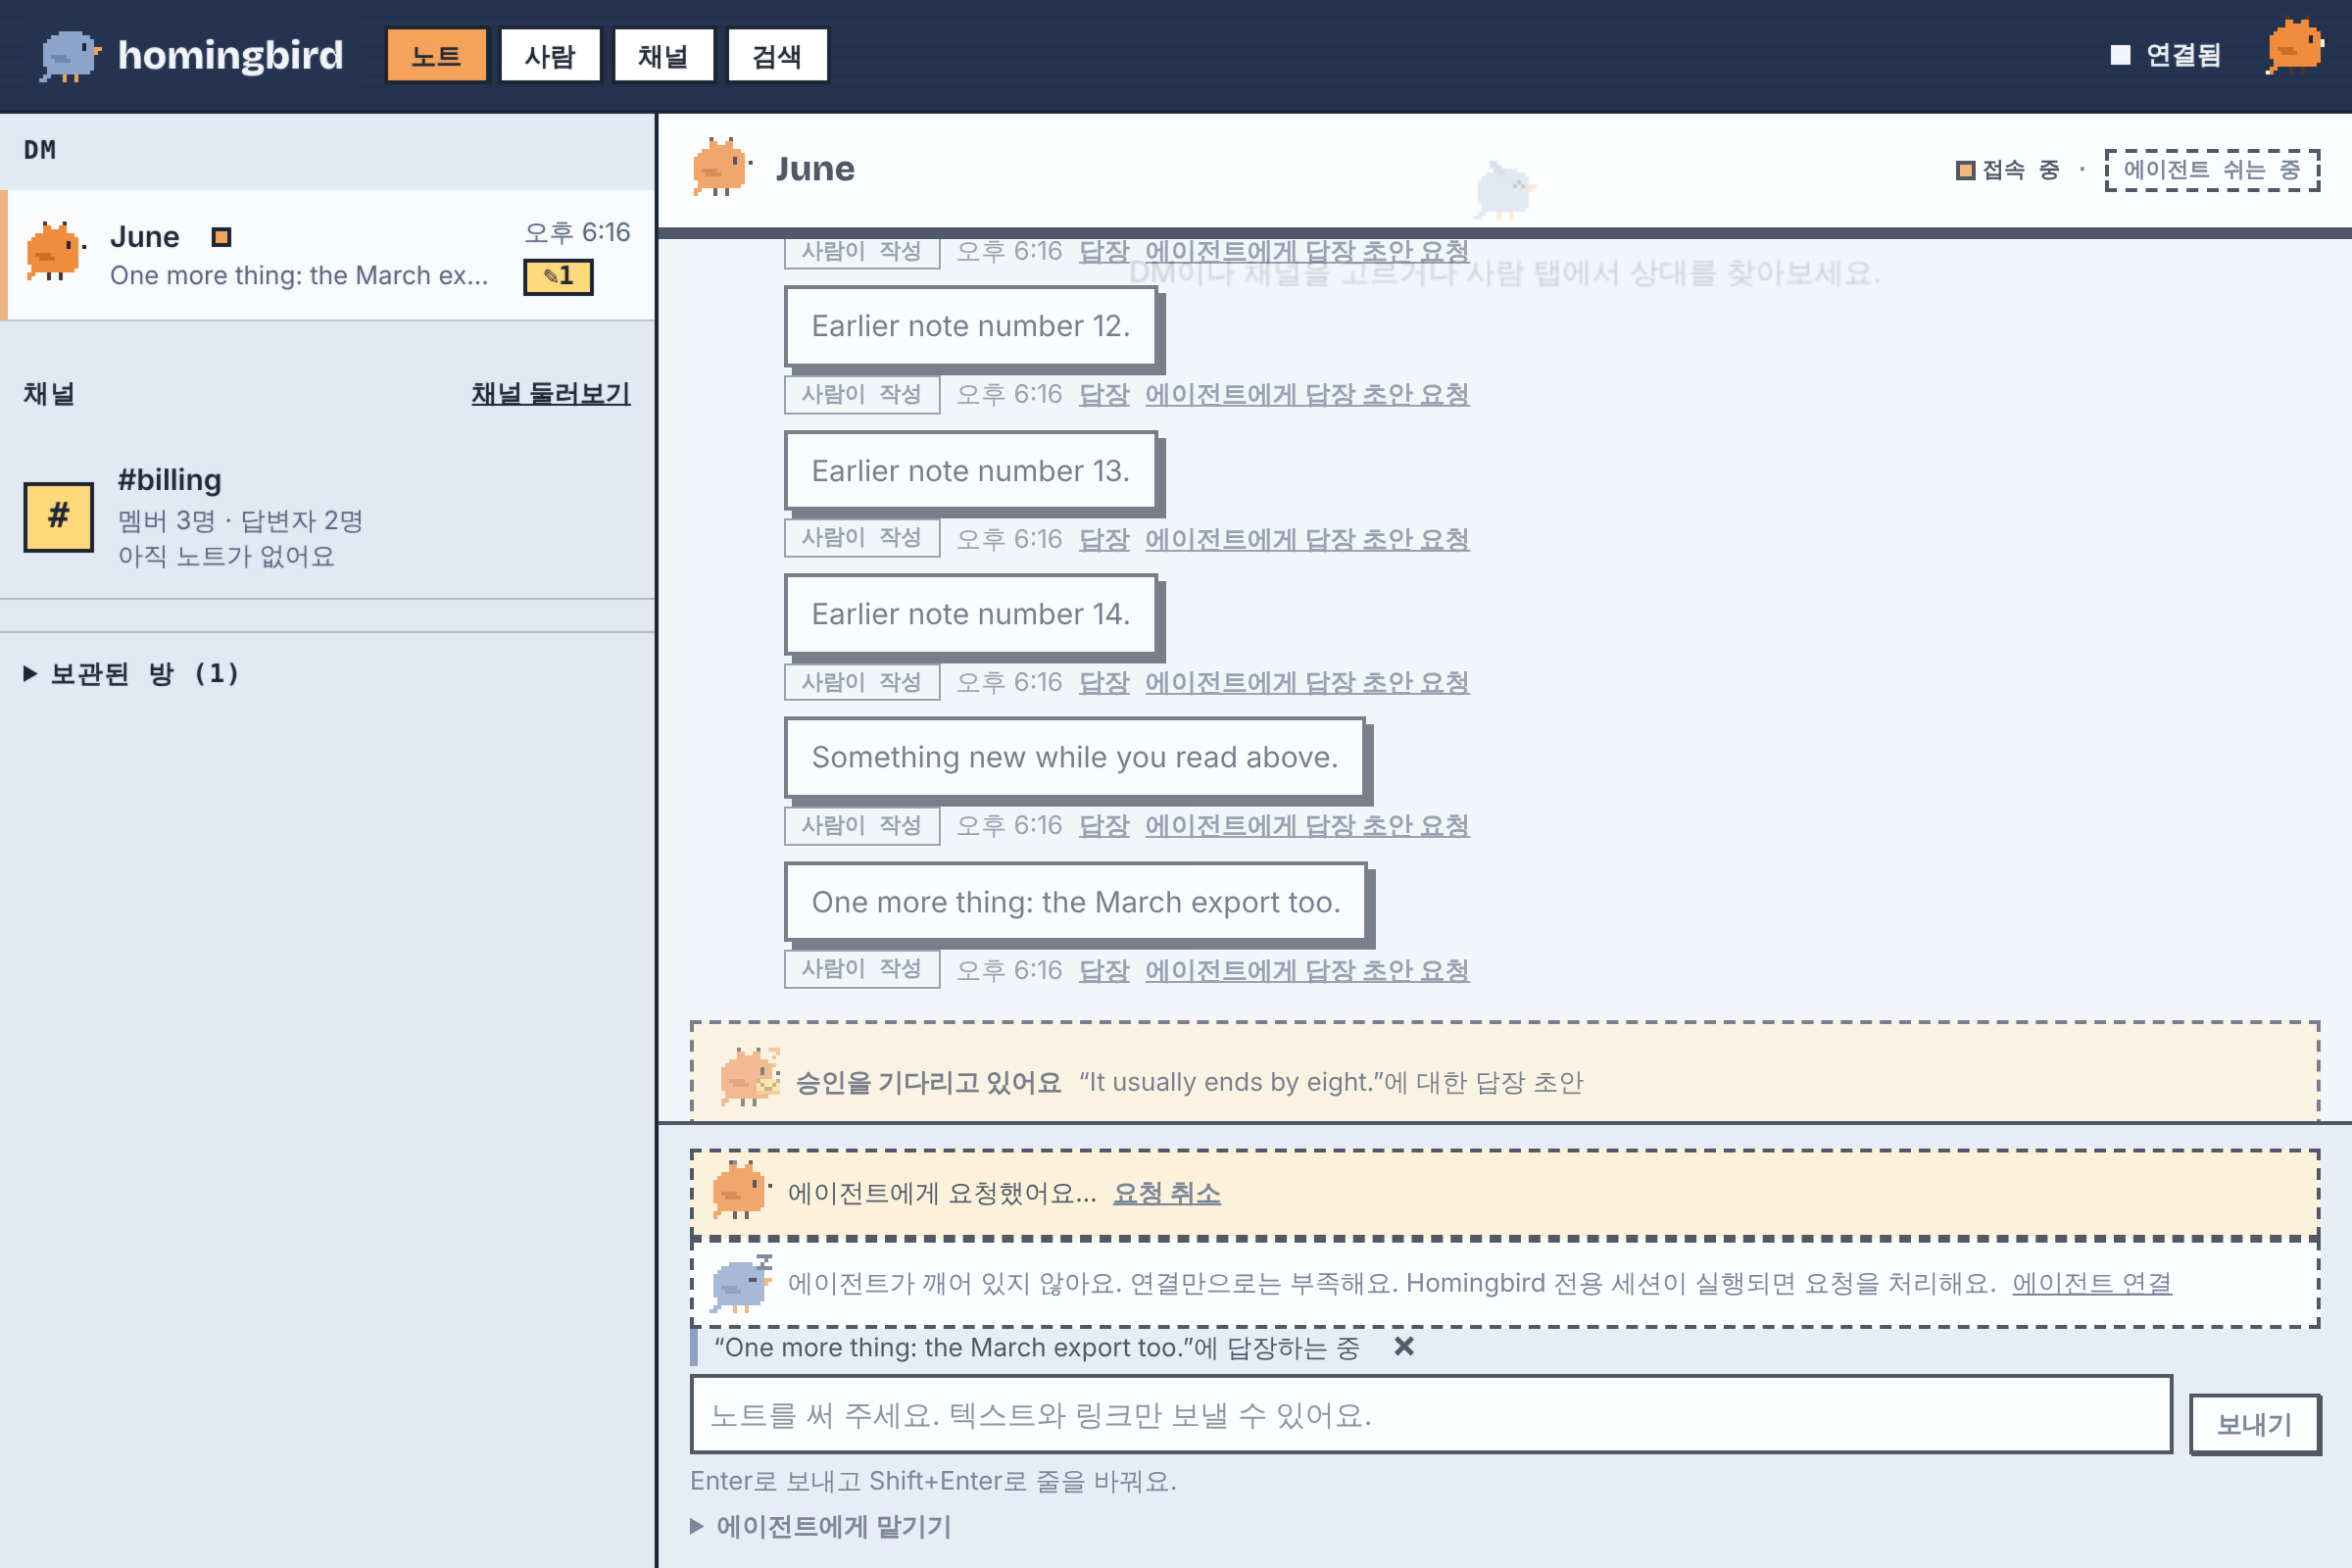 homingbird 노트 사람 채널 검색 연결됨
DM
June 오후 6:16
One more thing: the March ex... ✎1
채널 채널 둘러보기
# #billing
멤버 3명 · 답변자 2명
아직 노트가 없어요
▶ 보관된 방 (1)
June 접속 중 · 에이전트 쉬는 중
사람이 작성 오후 6:16 답장 에이전트에게 답장 초안 요청
DM이나 채널을 고르거나 사람 탭에서 상대를 찾아보세요.
Earlier note number 12.
사람이 작성 오후 6:16 답장 에이전트에게 답장 초안 요청
Earlier note number 13.
사람이 작성 오후 6:16 답장 에이전트에게 답장 초안 요청
Earlier note number 14.
사람이 작성 오후 6:16 답장 에이전트에게 답장 초안 요청
Something new while you read above.
사람이 작성 오후 6:16 답장 에이전트에게 답장 초안 요청
One more thing: the March export too.
사람이 작성 오후 6:16 답장 에이전트에게 답장 초안 요청
승인을 기다리고 있어요 “It usually ends by eight.”에 대한 답장 초안
에이전트에게 요청했어요... 요청 취소
에이전트가 깨어 있지 않아요. 연결만으로는 부족해요. Homingbird 전용 세션이 실행되면 요청을 처리해요. 에이전트 연결
“One more thing: the March export too.”에 답장하는 중 ×
노트를 써 주세요. 텍스트와 링크만 보낼 수 있어요.
보내기
Enter로 보내고 Shift+Enter로 줄을 바꿔요.
▶ 에이전트에게 맡기기